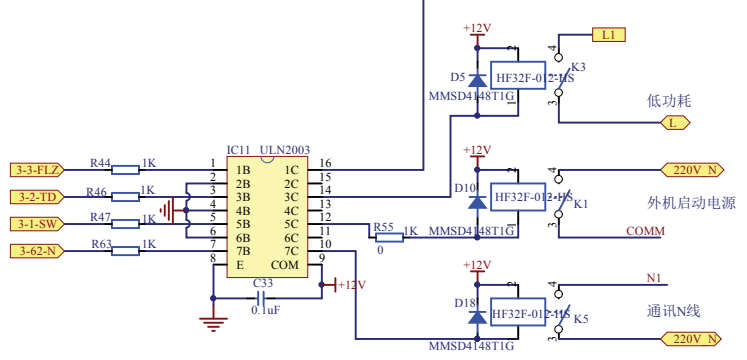 +12V
L1
2
4
D5
HF32F-012-HS
K3
MMSD4148T1G
1
3
低功耗
L
IC11 ULN2003
3-3-FLZ R44 1K 1 1B 1C 16
2 2B 2C 15
3-2-TD R46 1K 3 3B 3C 14
4 4B 4C 13
3-1-SW R47 1K 5 5B 5C 12
6 6B 6C 11
3-62-N R63 1K 7 7B 7C 10
8 E COM 9
C33
0.1uF
+12V
R55 1K
0
+12V
2
4
220V N
D10
HF32F-012-HS
K1
外机启动电源
MMSD4148T1G
1
3
COMM
+12V
2
4
N1
D18
HF32F-012-HS
K5
通讯N线
MMSD4148T1G
1
3
220V N